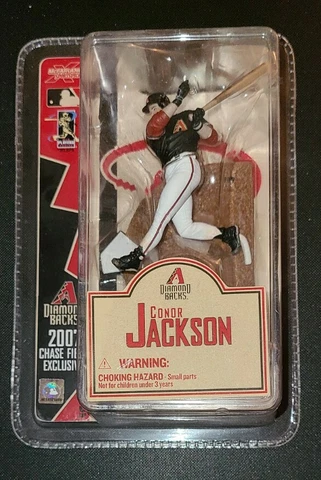 DIAMOND
BACKS
2007
CHASE FIE
EXCLUSIV
A
A
DIAMOND
BACKS
CONOR
JACKSON
WARNING:
CHOKING HAZARD - Small parts
Not for children under 3 years